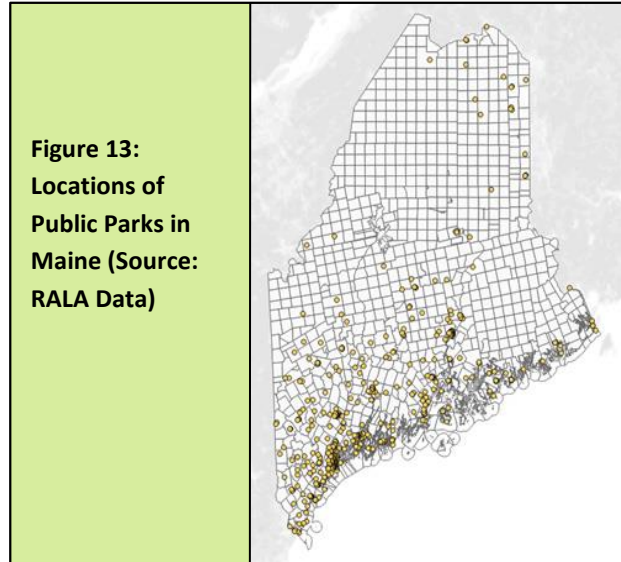 Figure 13:
Locations of
Public Parks in
Maine (Source:
RALA Data)